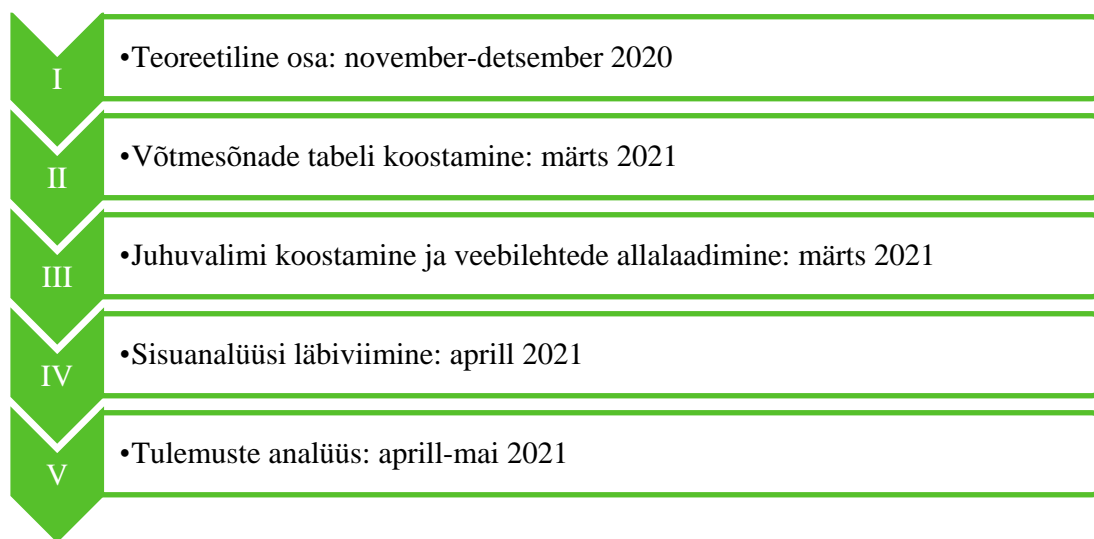 I
•Teoreetiline osa: november-detsember 2020
II
•Võtmesõnade tabeli koostamine: märts 2021
III
•Juhuvalimi koostamine ja veebilehtede allalaadimine: märts 2021
IV
•Sisuanalüüsi läbiviimine: aprill 2021
V
•Tulemuste analüüs: aprill-mai 2021